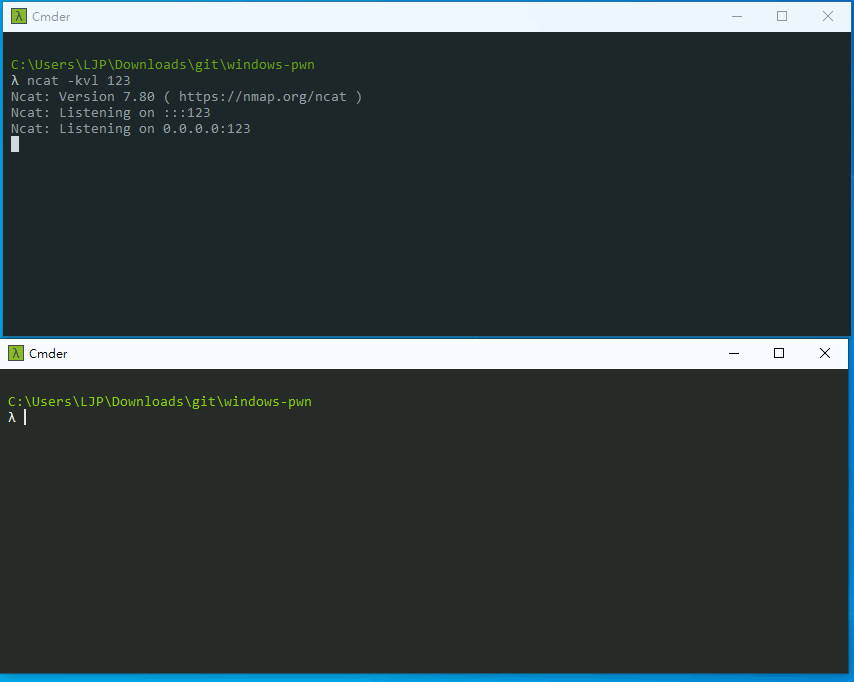 λ Cmder
C:\Users\LJP\Downloads\git\windows-pwn
λ ncat -kvl 123
Ncat: Version 7.80 ( https://nmap.org/ncat )
Ncat: Listening on :::123
Ncat: Listening on 0.0.0.0:123
λ Cmder
C:\Users\LJP\Downloads\git\windows-pwn
λ